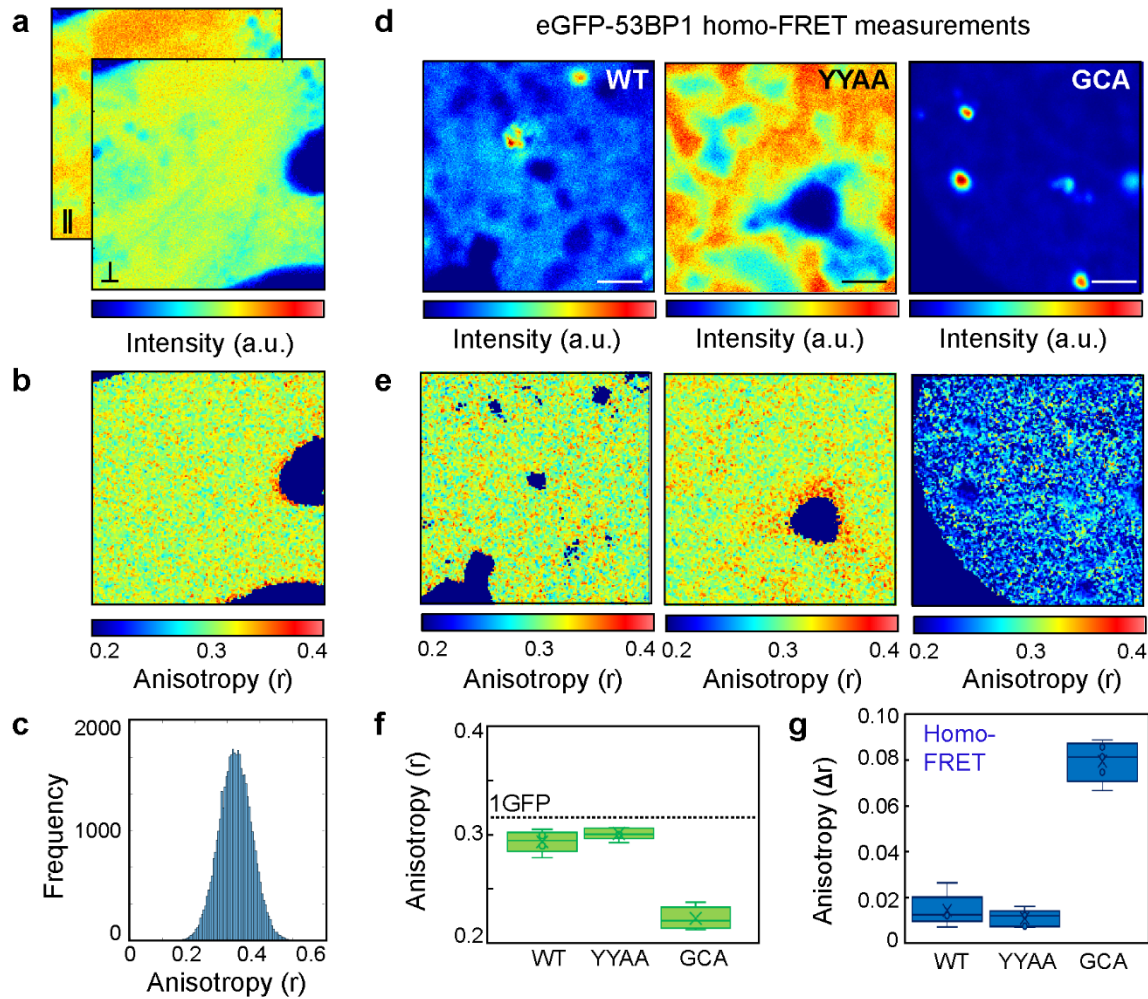 a
||
⊥
Intensity (a.u.)
b
0.2 0.3 0.4
Anisotropy (r)
c
2000
1000
0
Frequency
0 0.2 0.4 0.6
Anisotropy (r)
d
eGFP-53BP1 homo-FRET measurements
WT
YYAA
GCA
Intensity (a.u.)
Intensity (a.u.)
Intensity (a.u.)
e
0.2 0.3 0.4
Anisotropy (r)
0.2 0.3 0.4
Anisotropy (r)
0.2 0.3 0.4
Anisotropy (r)
f
0.4
0.3
0.2
Anisotropy (r)
1GFP
WT YYAA GCA
g
0.10
0.08
0.06
0.04
0.02
0
Anisotropy (Δr)
Homo-
FRET
WT YYAA GCA